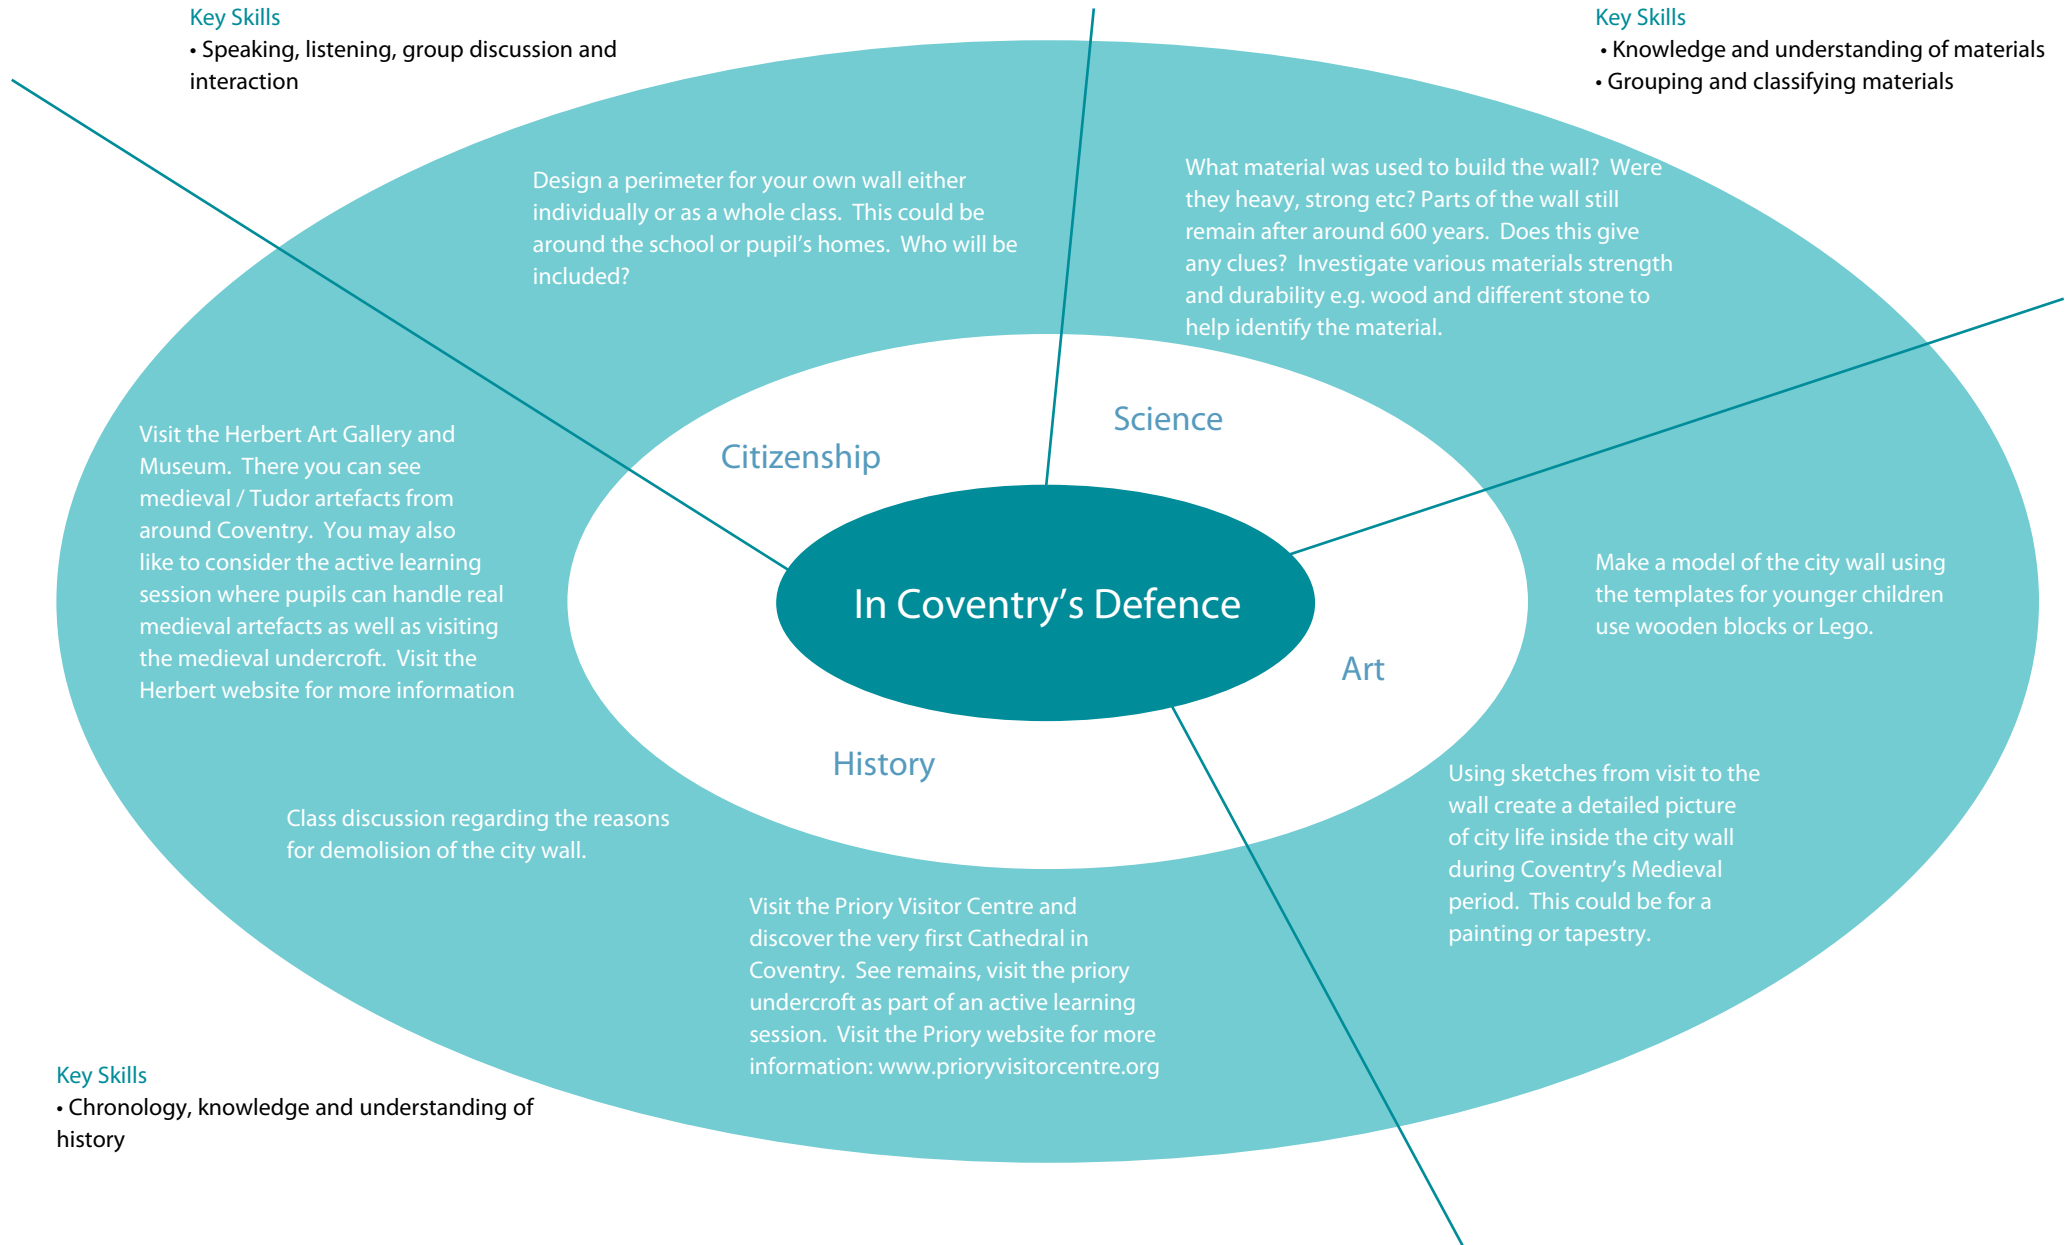 Key Skills
• Speaking, listening, group discussion and
interaction
Key Skills
• Knowledge and understanding of materials
• Grouping and classifying materials
Design a perimeter for your own wall either
individually or as a whole class. This could be
around the school or pupil's homes. Who will be
included?
What material was used to build the wall? Were
they heavy, strong etc? Parts of the wall still
remain after around 600 years. Does this give
any clues? Investigate various materials strength
and durability e.g. wood and different stone to
help identify the material.
Citizenship
Science
Visit the Herbert Art Gallery and
Museum. There you can see
medieval / Tudor artefacts from
around Coventry. You may also
like to consider the active learning
session where pupils can handle real
medieval artefacts as well as visiting
the medieval undercroft. Visit the
Herbert website for more information
In Coventry's Defence
Make a model of the city wall using
the templates for younger children
use wooden blocks or Lego.
Art
History
Using sketches from visit to the
wall create a detailed picture
of city life inside the city wall
during Coventry's Medieval
period. This could be for a
painting or tapestry.
Class discussion regarding the reasons
for demolision of the city wall.
Visit the Priory Visitor Centre and
discover the very first Cathedral in
Coventry. See remains, visit the priory
undercroft as part of an active learning
session. Visit the Priory website for more
information: www.prioryvisitorcentre.org
Key Skills
• Chronology, knowledge and understanding of
history